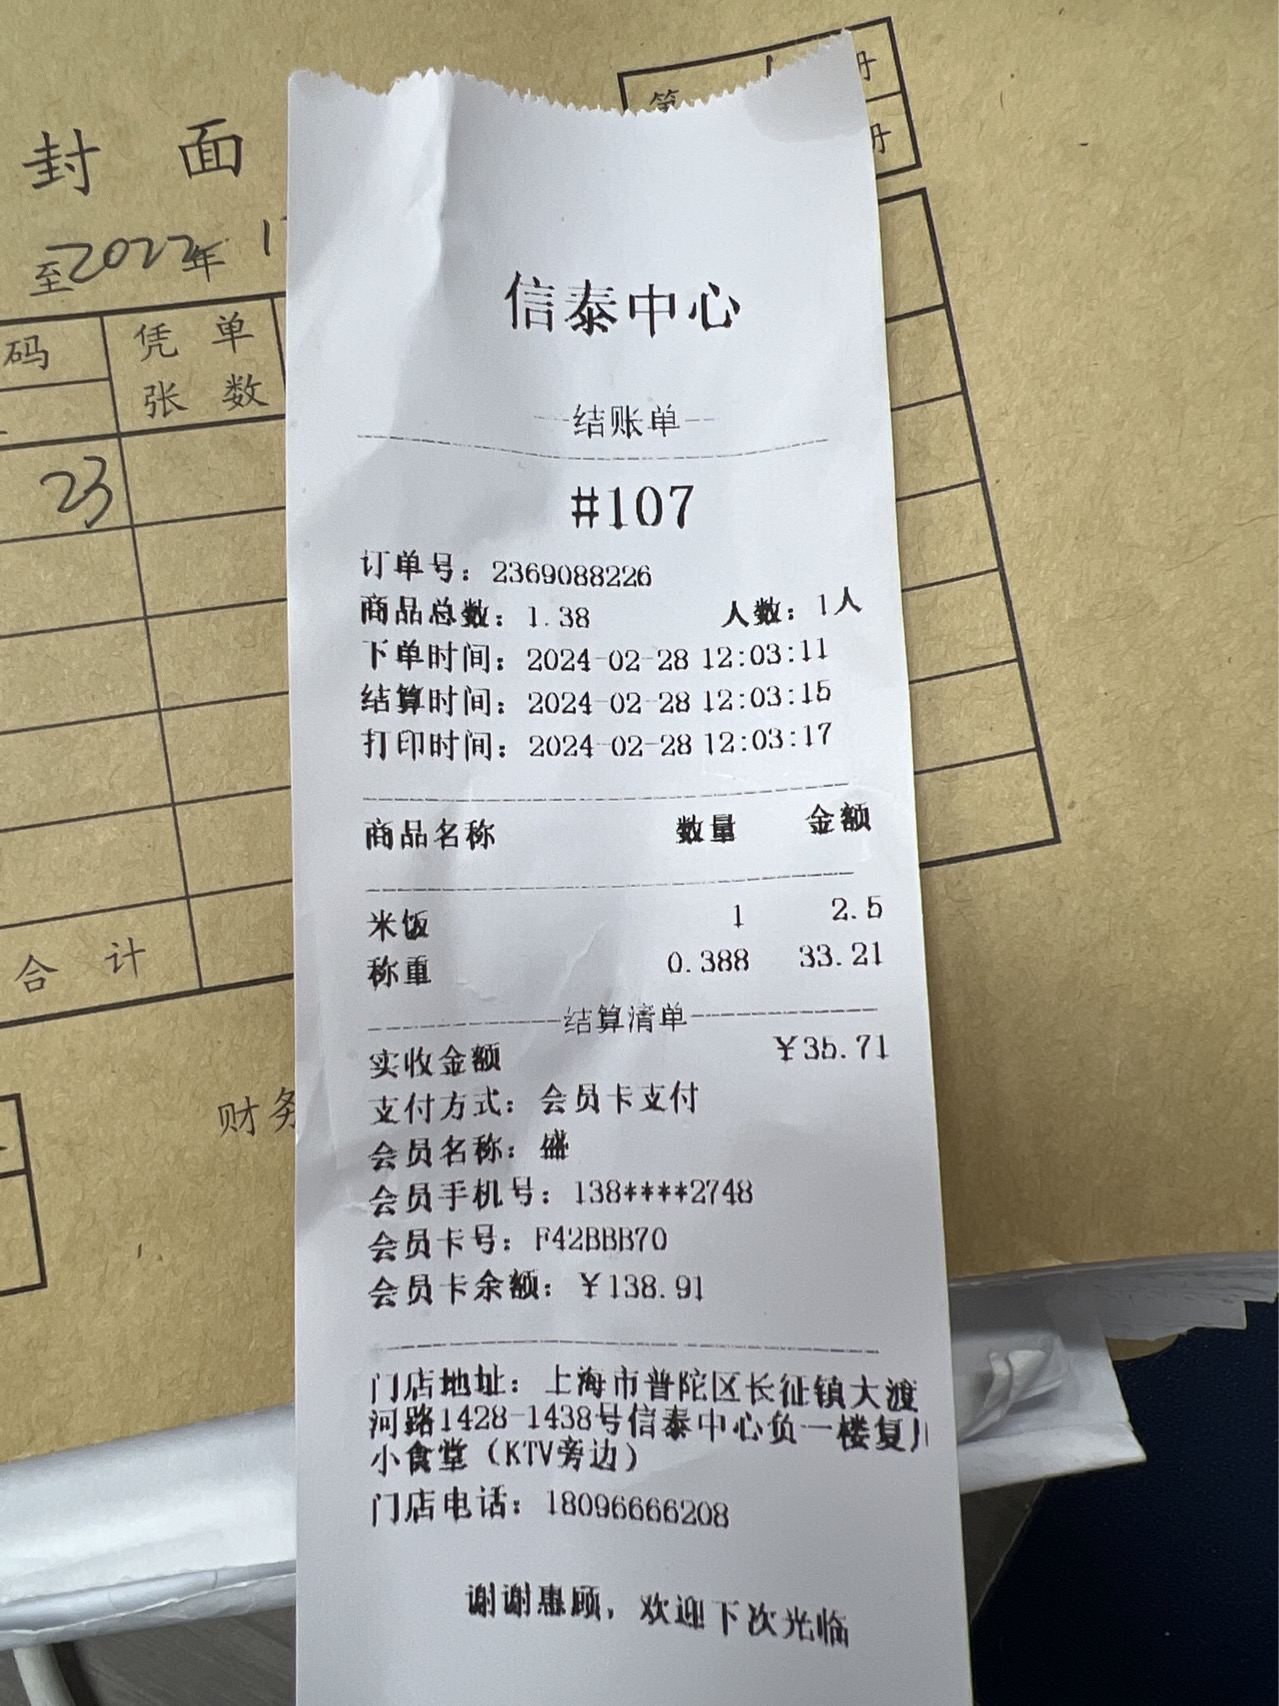 封 面
第
册
册
至2022年 1
码
凭 单
张 数
23
合 计
财务
信泰中心
结账单
#107
订单号：2369088226
商品总数：1.38 人数：1人
下单时间：2024-02-28 12:03:11
结算时间：2024-02-28 12:03:15
打印时间：2024-02-28 12:03:17
商品名称 数量 金额
米饭 1 2.5
称重 0.388 33.21
结算清单
实收金额 ￥35.71
支付方式：会员卡支付
会员名称：盛
会员手机号：138****2748
会员卡号：F42BBB70
会员卡余额：￥138.91
门店地址：上海市普陀区长征镇大渡
河路1428-1438号信泰中心负一楼复
小食堂（KTV旁边）
门店电话：18096666208
谢谢惠顾，欢迎下次光临